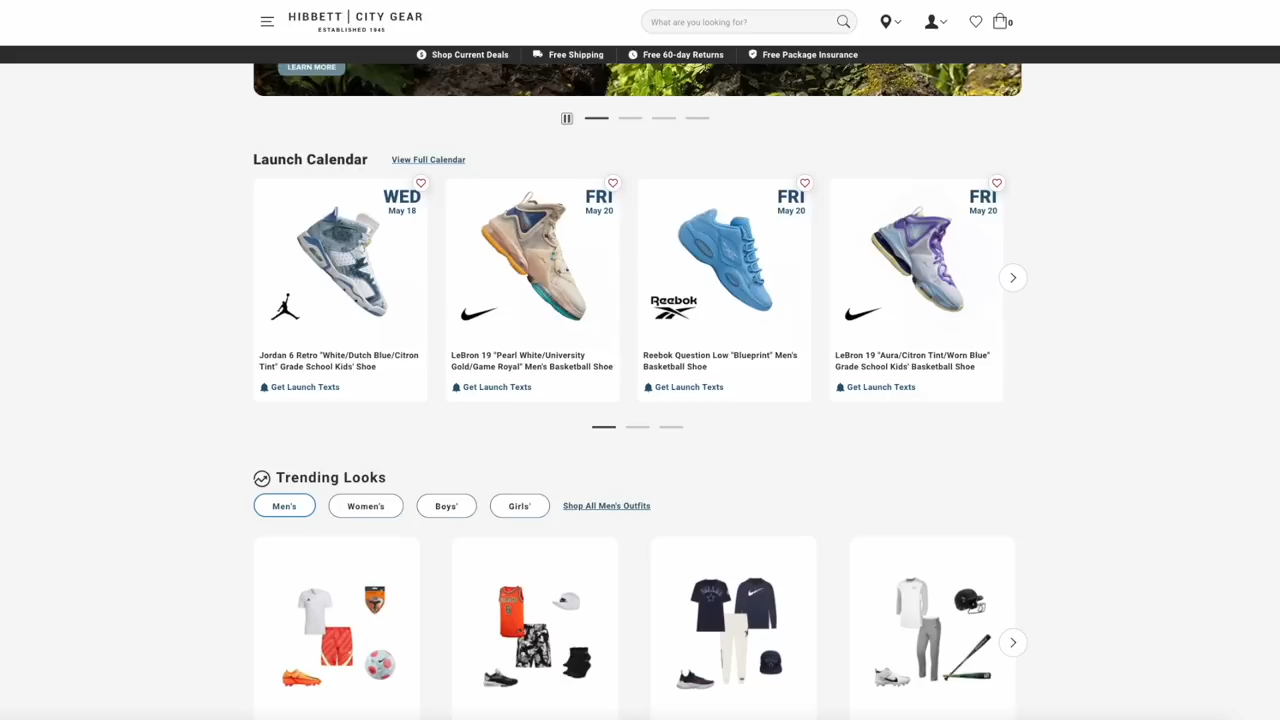 HIBBETT | CITY GEAR
ESTABLISHED 1945
What are you looking for?
0
Shop Current Deals
Free Shipping
Free 60-day Returns
Free Package Insurance
LEARN MORE
Launch Calendar
View Full Calendar
WED
May 18
Jordan 6 Retro "White/Dutch Blue/Citron
Tint" Grade School Kids' Shoe
Get Launch Texts
FRI
May 20
LeBron 19 "Pearl White/University
Gold/Game Royal" Men's Basketball Shoe
Get Launch Texts
FRI
May 20
Reebok
Reebok Question Low "Blueprint" Men's
Basketball Shoe
Get Launch Texts
FRI
May 20
LeBron 19 "Aura/Citron Tint/Worn Blue"
Grade School Kids' Basketball Shoe
Get Launch Texts
Trending Looks
Men's
Women's
Boys'
Girls'
Shop All Men's Outfits